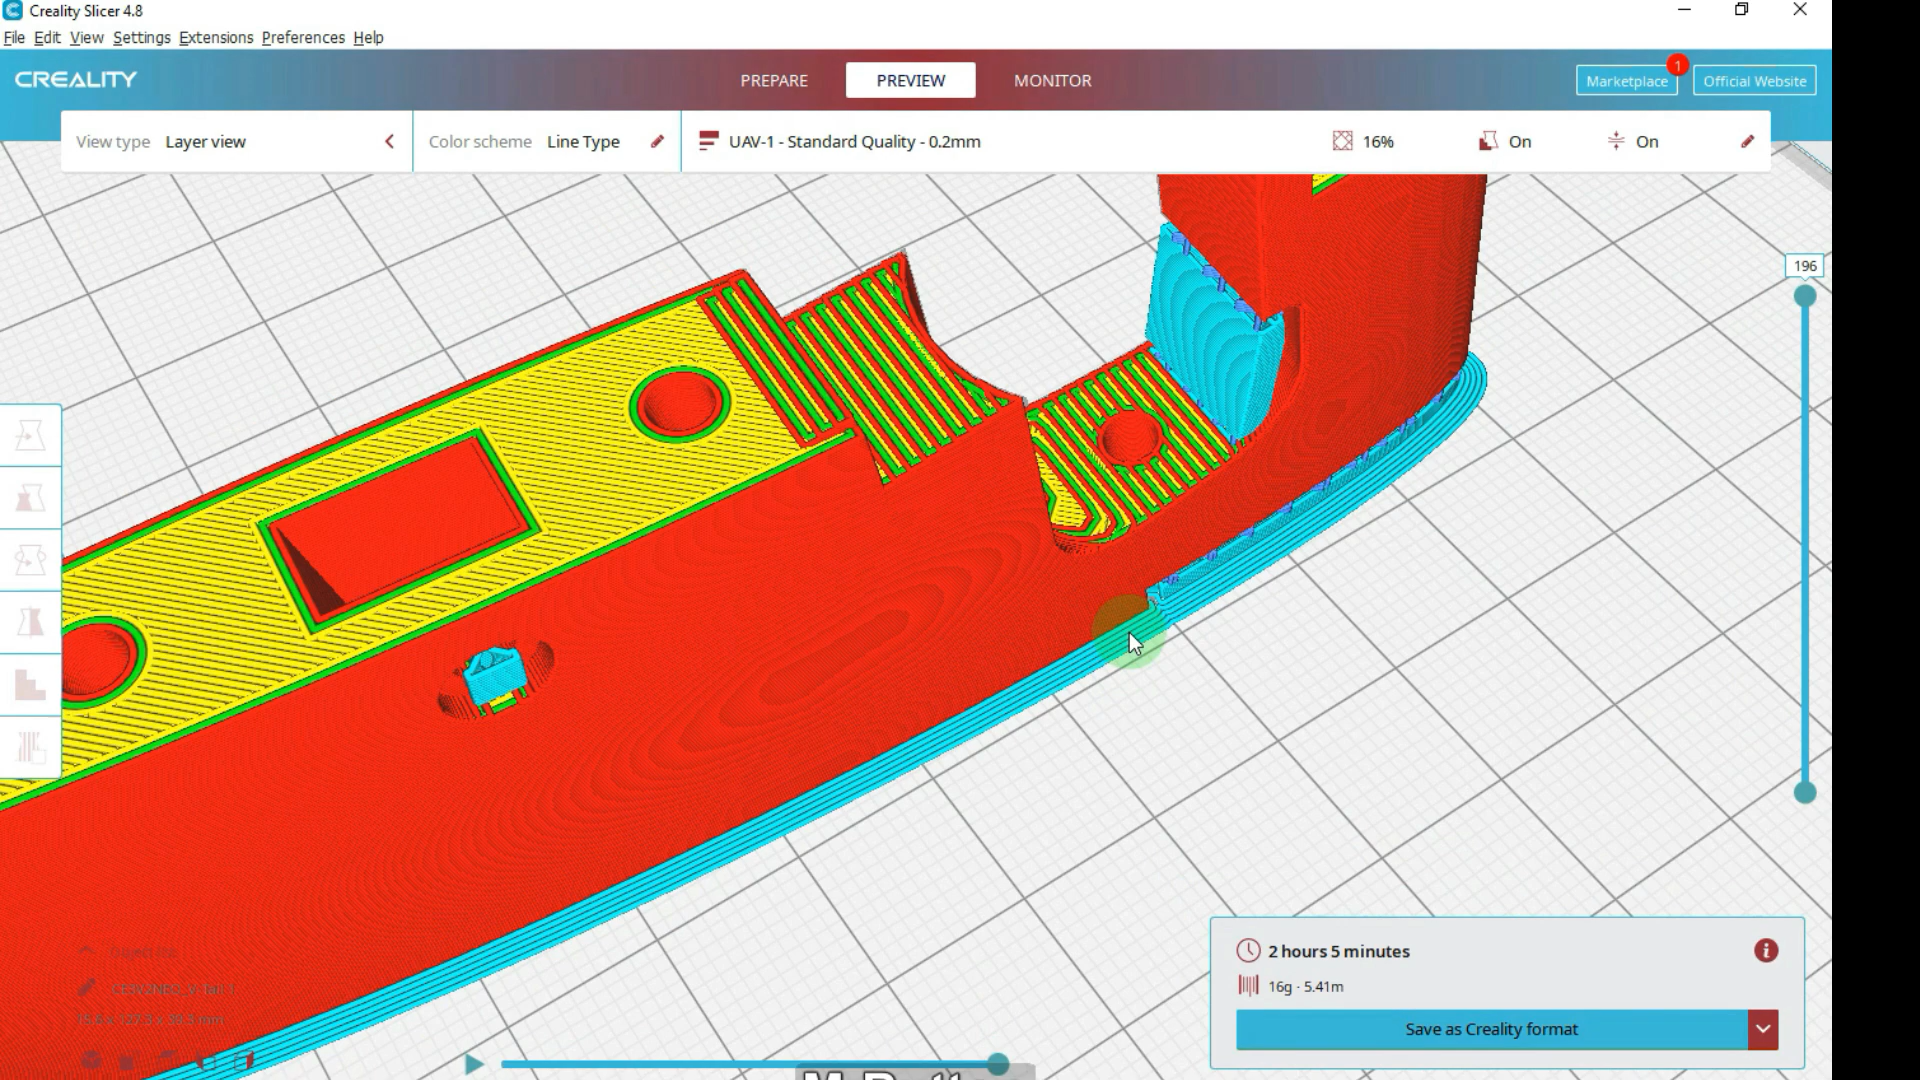 Creality Slicer 4.8
File Edit View Settings Extensions Preferences Help
CREALITY
PREPARE PREVIEW MONITOR
Marketplace 1 Official Website
View type Layer view
Color scheme Line Type
UAV-1 - Standard Quality - 0.2mm
16%
On
On
196
Object list
2 hours 5 minutes
16g · 5.41m
Save as Creality format